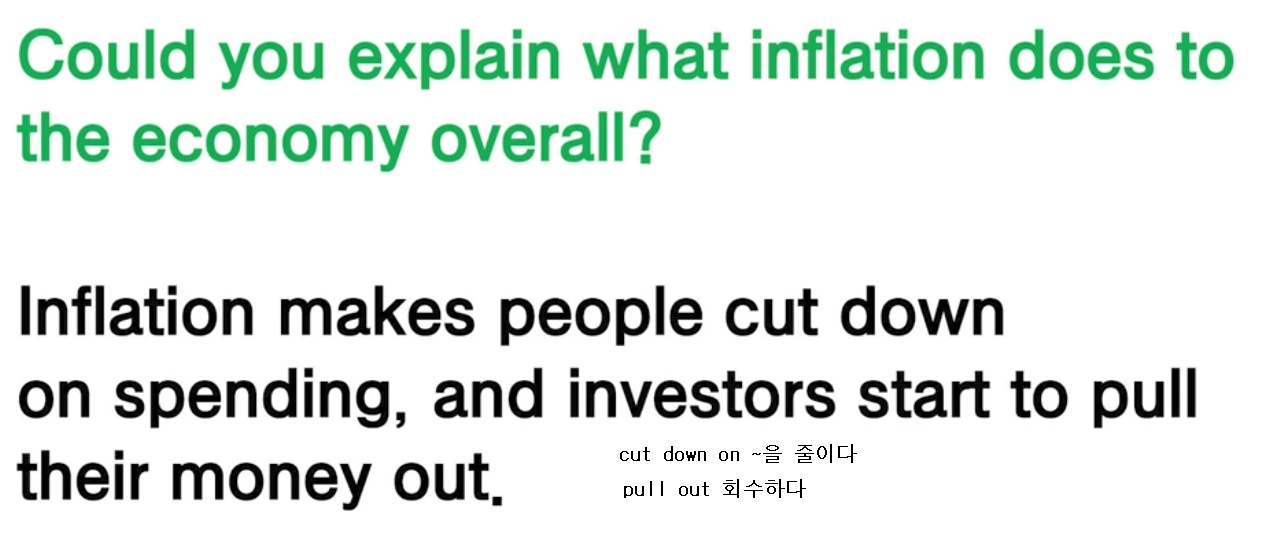 Could you explain what inflation does to
the economy overall?
Inflation makes people cut down
on spending, and investors start to pull
their money out.
cut down on ~을 줄이다
pull out 회수하다